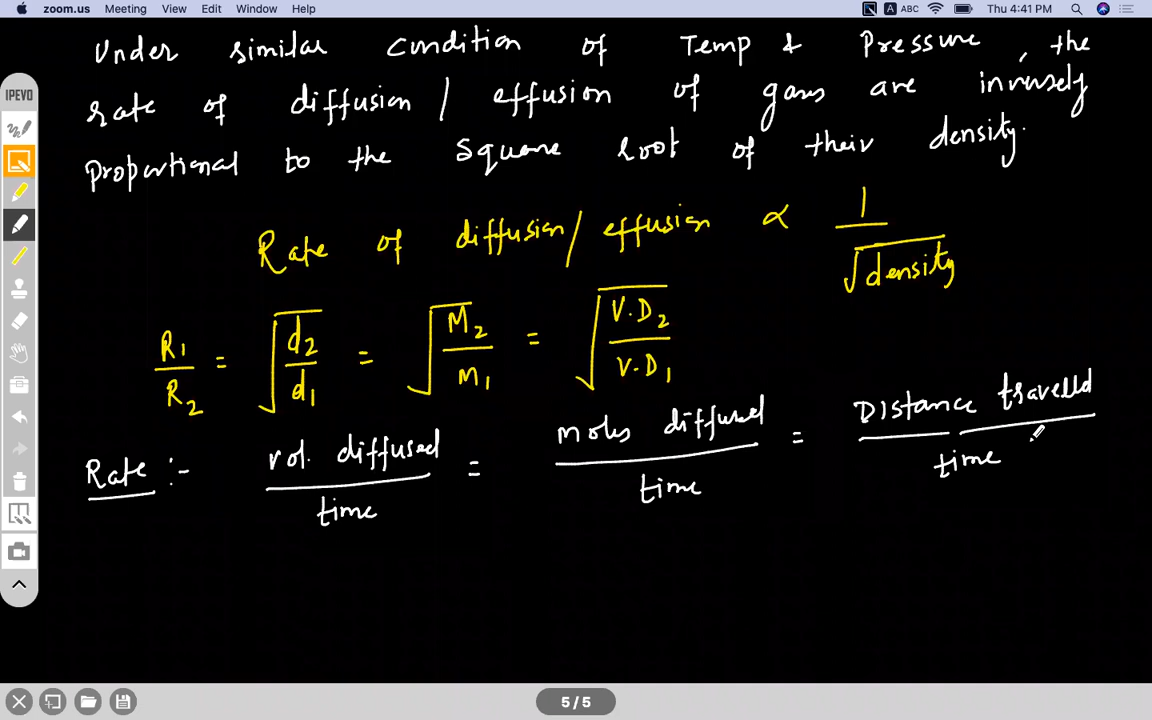 zoom.us Meeting View Edit Window Help A ABC Thu 4:41 PM
Under similar condition of Temp & Pressure, the
IPEVO
rate of diffusion / effusion of gases are inversely
Proportional to the square root of their density.
Rate of diffusion/effusion ∝ 1/√density
R1/R2 = √(d2/d1) = √(M2/M1) = √(V.D2/V.D1)
Rate :- vol. diffused/time = moles diffused/time = Distance travelled/time
5 / 5